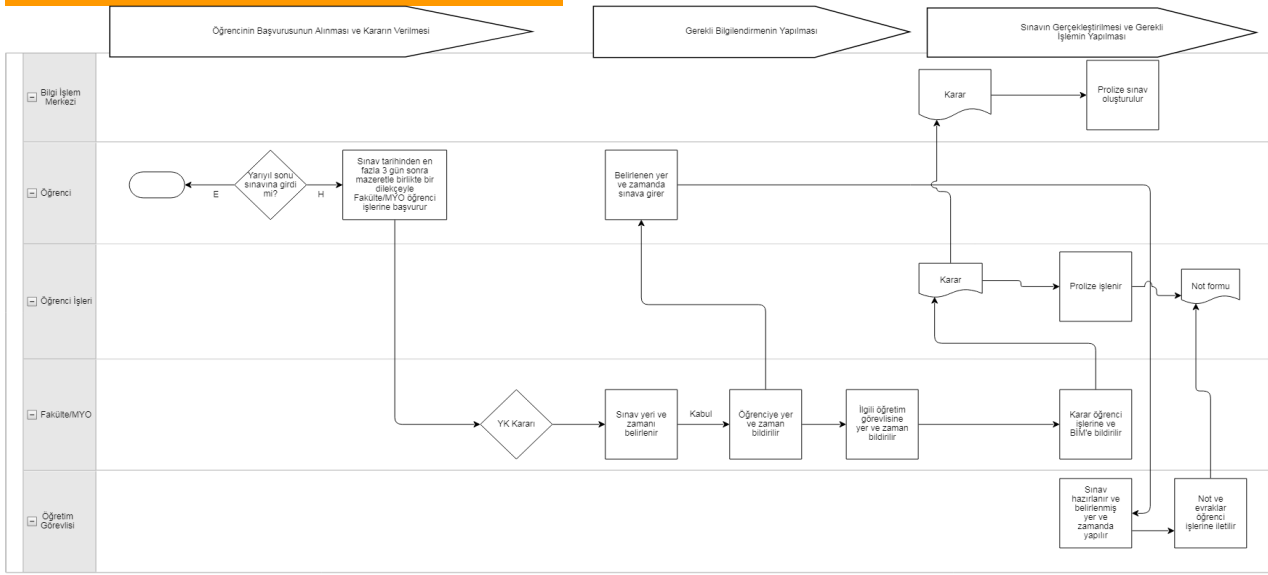 Öğrencinin Başvurusunun Alınması ve Kararın Verilmesi
Gerekli Bilgilendirmenin Yapılması
Sınavın Gerçekleştirilmesi ve Gerekli
İşlemin Yapılması
Bilgi İşlem
Merkezi
Karar
Prolize sınav
oluşturulur
Öğrenci
E
Yarıyıl sonu
sınavına girdi
mi?
H
Sınav tarihinden en
fazla 3 gün sonra
mazeretle birlikte bir
dilekçeyle
Fakülte/MYO öğrenci
işlerine başvurur
Belirlenen yer
ve zamanda
sınava girer
Öğrenci İşleri
Karar
Prolize işlenir
Not formu
Fakülte/MYO
YK Kararı
Sınav yeri ve
zamanı
belirlenir
Kabul
Öğrenciye yer
ve zaman
bildirilir
İlgili öğretim
görevlisine
yer ve zaman
bildirilir
Karar öğrenci
işlerine ve
BİM'e bildirilir
Öğretim
Görevlisi
Sınav
hazırlanır ve
belirlenmiş
yer ve
zamanda
yapılır
Not ve
evraklar
öğrenci
işlerine iletilir